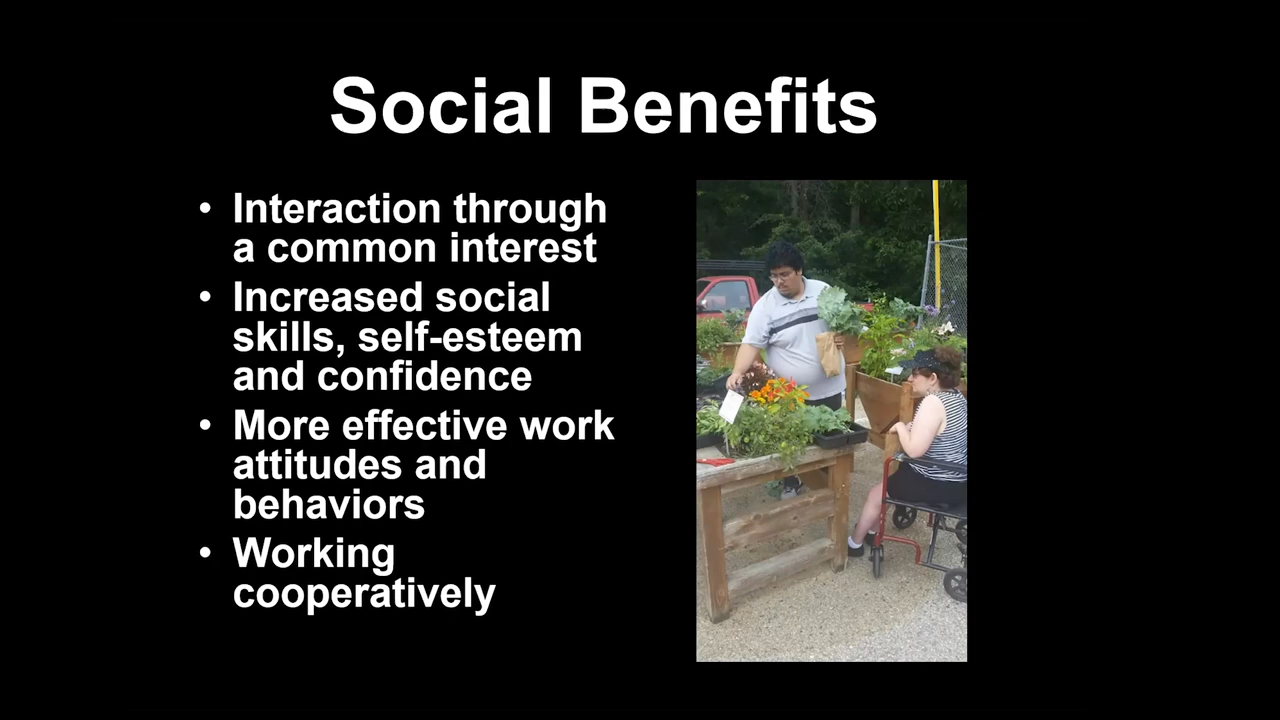 Social Benefits
• Interaction through
a common interest
• Increased social
skills, self-esteem
and confidence
• More effective work
attitudes and
behaviors
• Working
cooperatively